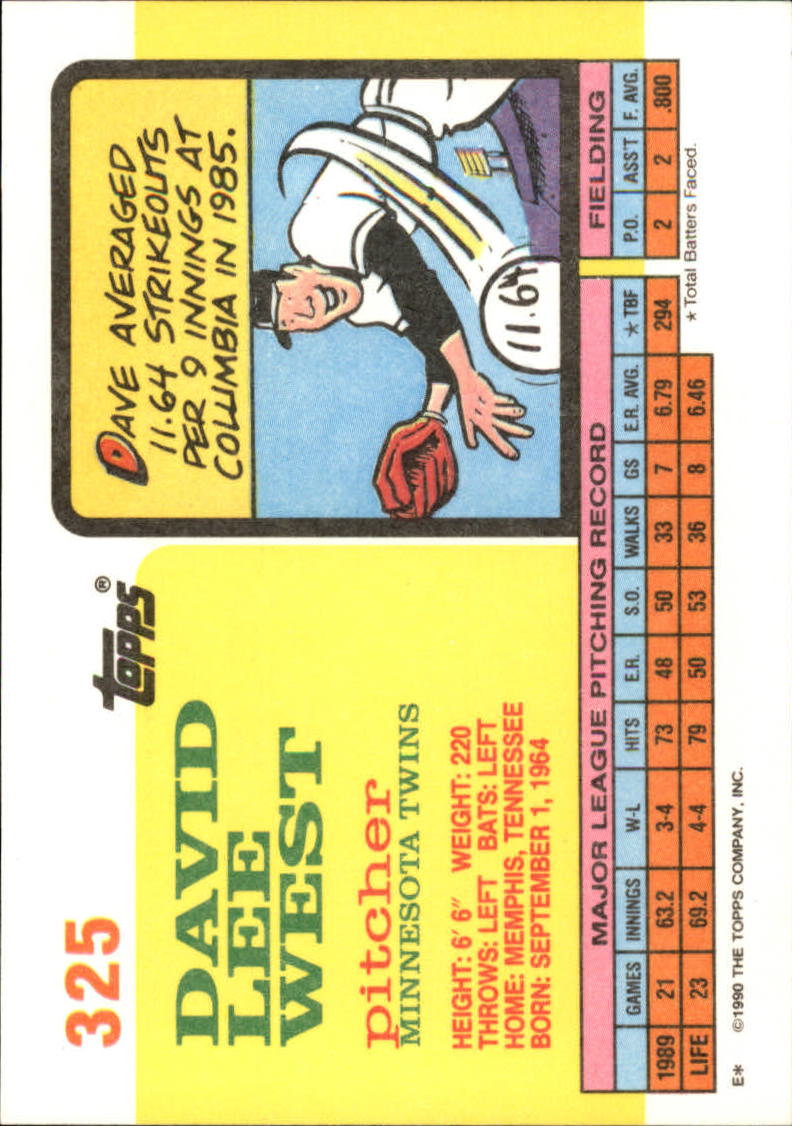 325
topps®
DAVID
LEE
WEST
pitcher
MINNESOTA TWINS
HEIGHT: 6' 6" WEIGHT: 220
THROWS: LEFT BATS: LEFT
HOME: MEMPHIS, TENNESSEE
BORN: SEPTEMBER 1, 1964
DAVE AVERAGED
11.64 STRIKEOUTS
PER 9 INNINGS AT
COLUMBIA IN 1985.
11.64
MAJOR LEAGUE PITCHING RECORD FIELDING
GAMES INNINGS W-L HITS E.R. S.O. WALKS GS E.R. AVG. *TBF P.O. ASS'T F. AVG.
1989 21 63.2 3-4 73 48 50 33 7 6.79 294 2 2 .800
LIFE 23 69.2 4-4 79 50 53 36 8 6.46
*Total Batters Faced.
E* ©1990 THE TOPPS COMPANY, INC.